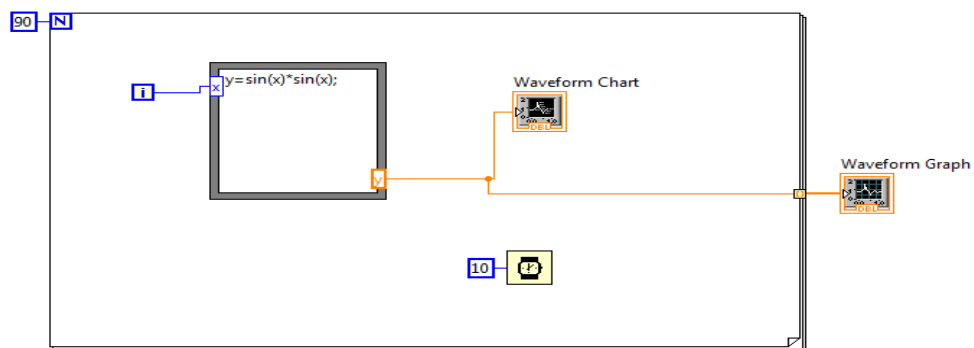 90 N
y=sin(x)*sin(x);
x
i
Waveform Chart
DBL
y
Waveform Graph
DBL
10